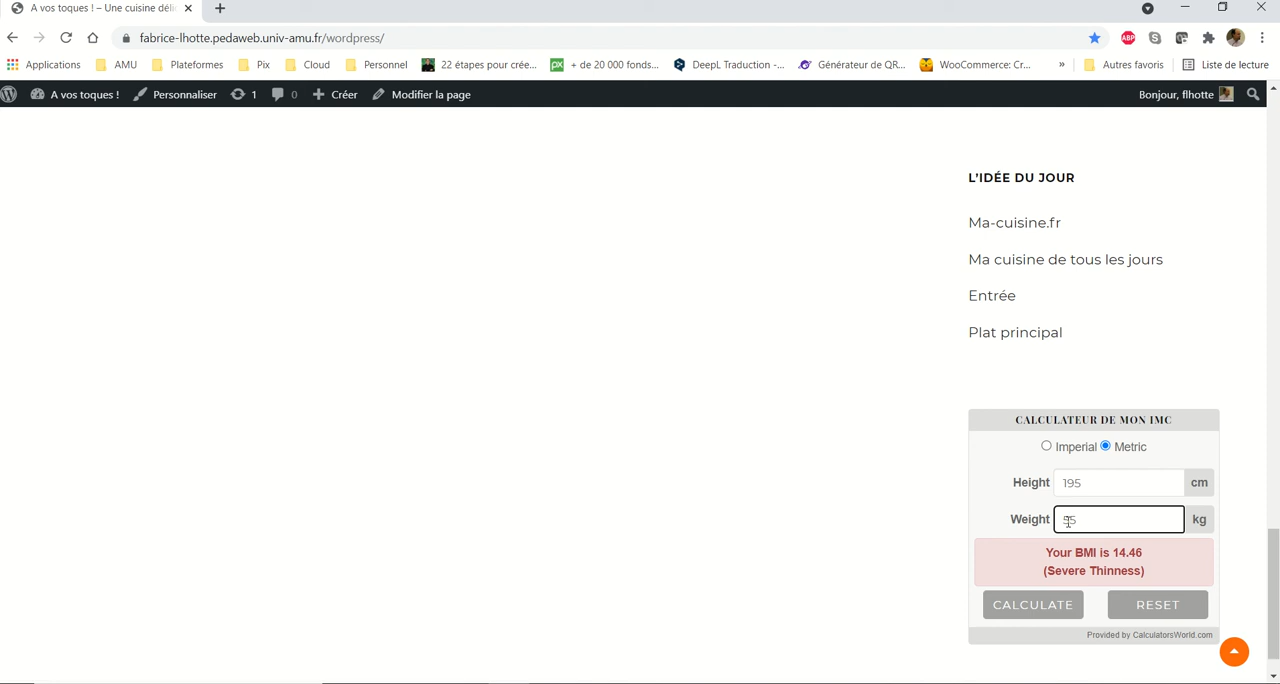 A vos toques ! – Une cuisine déli
fabrice-lhotte.pedaweb.univ-amu.fr/wordpress/
ABP
Applications AMU Plateformes Pix Cloud Personnel 22 étapes pour crée... px + de 20 000 fonds... DeepL Traduction -... Générateur de QR... WooCommerce: Cr... » Autres favoris Liste de lecture
A vos toques ! Personnaliser 1 0 Créer Modifier la page Bonjour, flhotte
L'IDÉE DU JOUR
Ma-cuisine.fr
Ma cuisine de tous les jours
Entrée
Plat principal
CALCULATEUR DE MON IMC
Imperial Metric
Height 195 cm
Weight 55 kg
Your BMI is 14.46
(Severe Thinness)
CALCULATE RESET
Provided by CalculatorsWorld.com